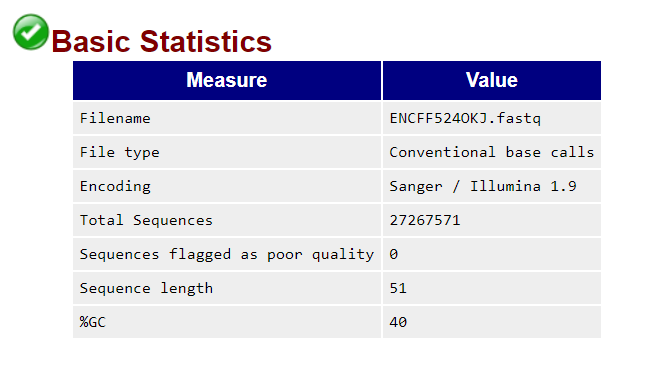 Basic Statistics
Measure Value
Filename ENCFF524OKJ.fastq
File type Conventional base calls
Encoding Sanger / Illumina 1.9
Total Sequences 27267571
Sequences flagged as poor quality 0
Sequence length 51
%GC 40